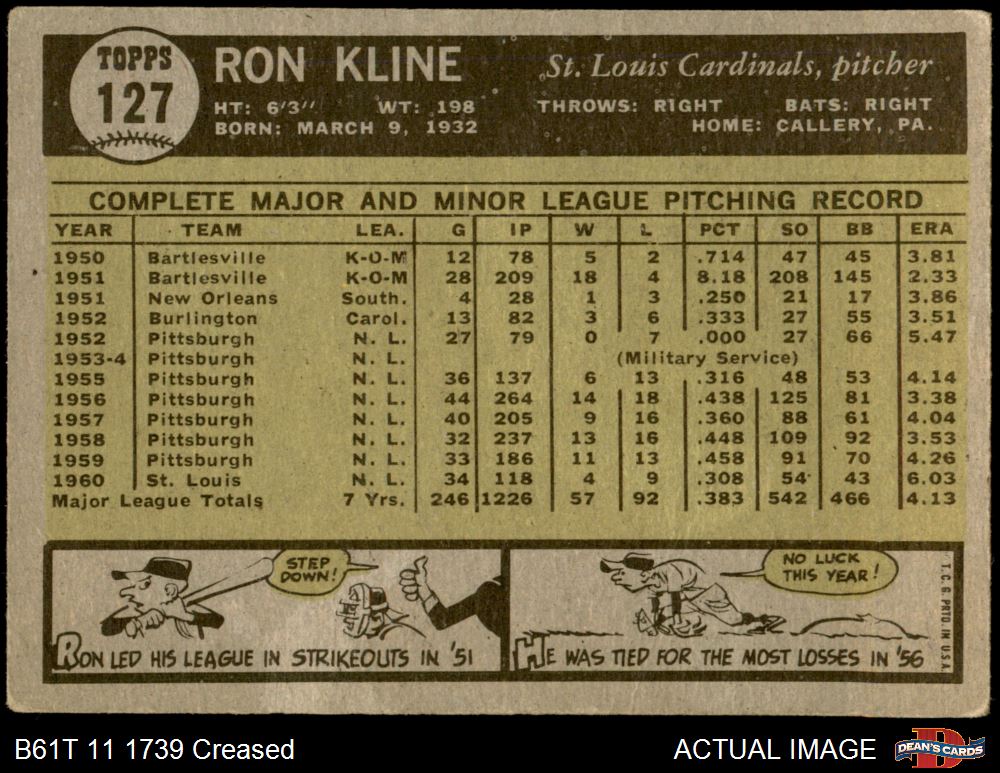 TOPPS
127
RON KLINE
St. Louis Cardinals, pitcher
HT: 6'3" WT: 198 THROWS: RIGHT BATS: RIGHT
BORN: MARCH 9, 1932 HOME: CALLERY, PA.
COMPLETE MAJOR AND MINOR LEAGUE PITCHING RECORD
YEAR TEAM LEA. G IP W L PCT SO BB ERA
1950 Bartlesville K-O-M 12 78 5 2 .714 47 45 3.81
1951 Bartlesville K-O-M 28 209 18 4 8.18 208 145 2.33
1951 New Orleans South. 4 28 1 3 .250 21 17 3.86
1952 Burlington Carol. 13 82 3 6 .333 27 55 3.51
1952 Pittsburgh N. L. 27 79 0 7 .000 27 66 5.47
1953-4 Pittsburgh N. L. (Military Service)
1955 Pittsburgh N. L. 36 137 6 13 .316 48 53 4.14
1956 Pittsburgh N. L. 44 264 14 18 .438 125 81 3.38
1957 Pittsburgh N. L. 40 205 9 16 .360 88 61 4.04
1958 Pittsburgh N. L. 32 237 13 16 .448 109 92 3.53
1959 Pittsburgh N. L. 33 186 11 13 .458 91 70 4.26
1960 St. Louis N. L. 34 118 4 9 .308 54 43 6.03
Major League Totals 7 Yrs. 246 1226 57 92 .383 542 466 4.13
STEP
DOWN!
RON LED HIS LEAGUE IN STRIKEOUTS IN '51
NO LUCK
THIS YEAR!
HE WAS TIED FOR THE MOST LOSSES IN '56
T. C. G. PRTD. IN U.S.A.
B61T 11 1739 Creased
ACTUAL IMAGE
D
DEAN'S CARDS